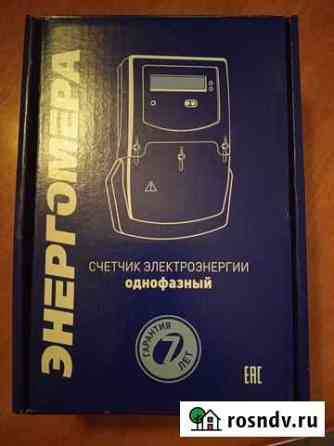 ЭНЕРГОМЕРА
СЧЕТЧИК ЭЛЕКТРОЭНЕРГИИ
однофазный
ГАРАНТИЯ
7
ЛЕТ
EAC
rosndv.ru